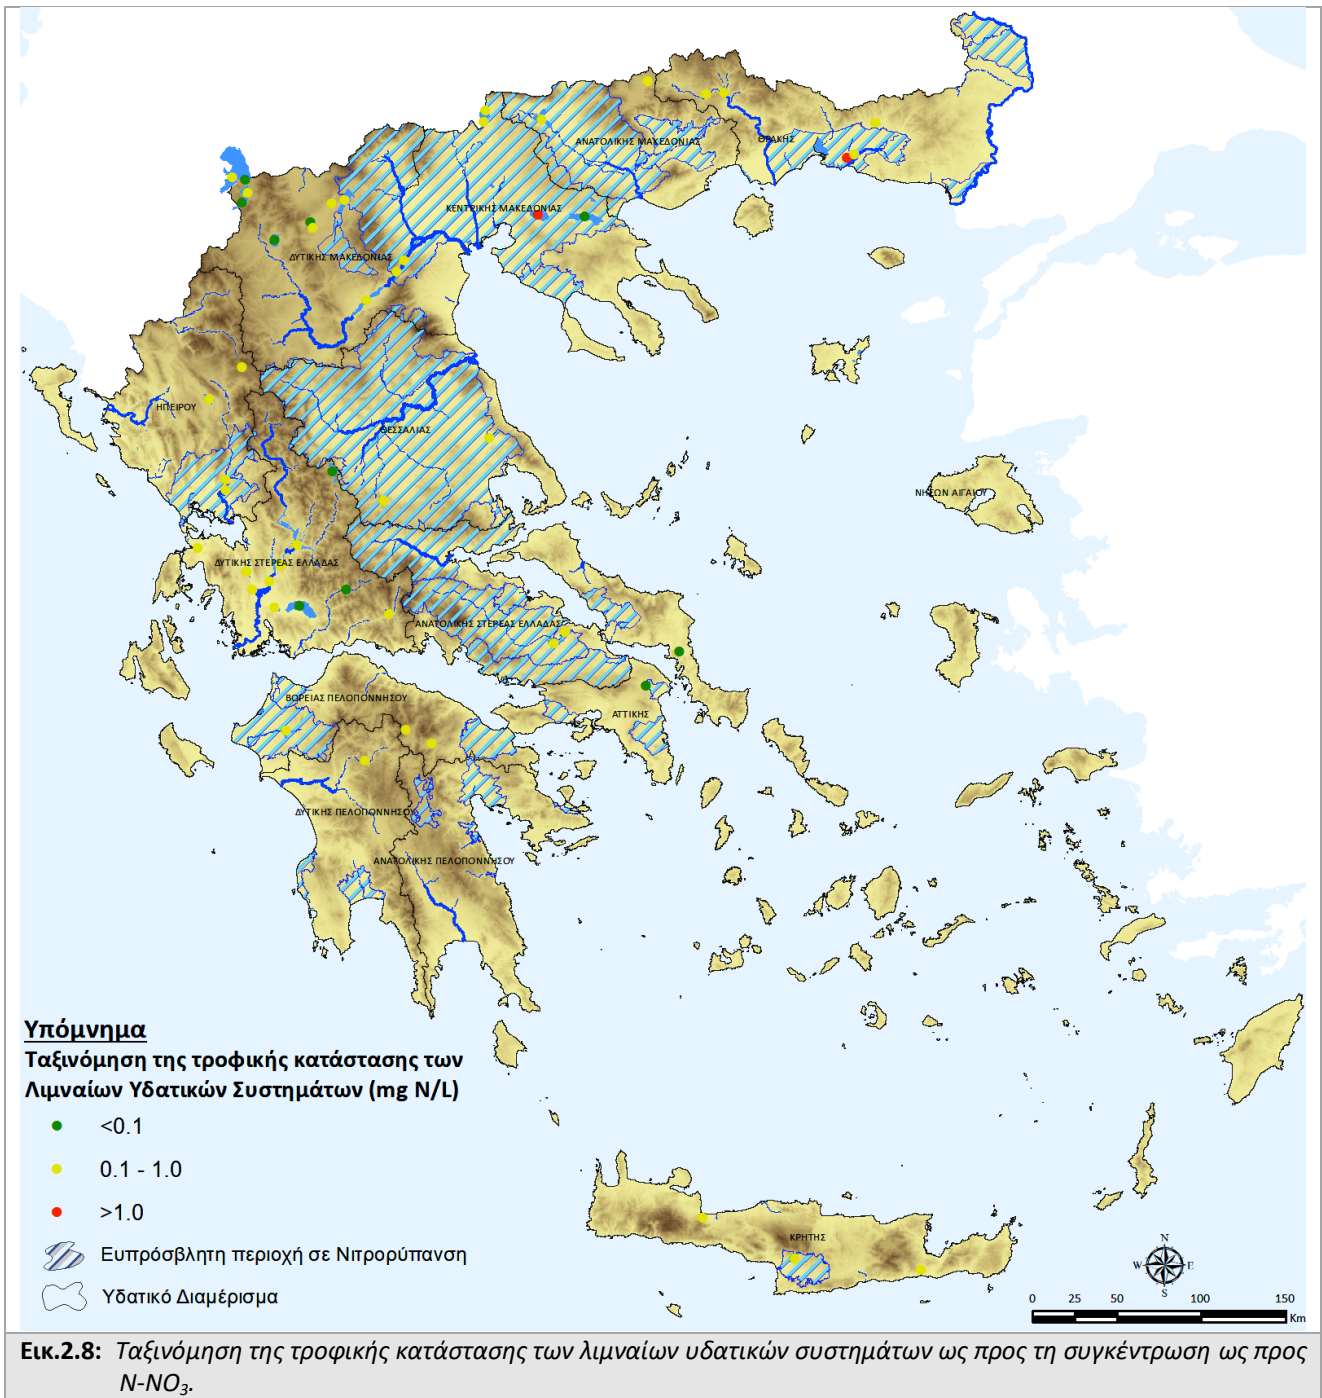 ΑΝΑΤΟΛΙΚΗΣ ΜΑΚΕΔΟΝΙΑΣ
ΘΡΑΚΗΣ
ΚΕΝΤΡΙΚΗΣ ΜΑΚΕΔΟΝΙΑΣ
ΔΥΤΙΚΗΣ ΜΑΚΕΔΟΝΙΑΣ
ΗΠΕΙΡΟΥ
ΘΕΣΣΑΛΙΑΣ
ΝΗΣΩΝ ΑΙΓΑΙΟΥ
ΔΥΤΙΚΗΣ ΣΤΕΡΕΑΣ ΕΛΛΑΔΑΣ
ΑΝΑΤΟΛΙΚΗΣ ΣΤΕΡΕΑΣ ΕΛΛΑΔΑΣ
ΒΟΡΕΙΑΣ ΠΕΛΟΠΟΝΝΗΣΟΥ
ΑΤΤΙΚΗΣ
ΔΥΤΙΚΗΣ ΠΕΛΟΠΟΝΝΗΣΟΥ
ΑΝΑΤΟΛΙΚΗΣ ΠΕΛΟΠΟΝΝΗΣΟΥ
ΚΡΗΤΗΣ
Υπόμνημα
Ταξινόμηση της τροφικής κατάστασης των
Λιμναίων Υδατικών Συστημάτων (mg N/L)
<0.1
0.1 - 1.0
>1.0
Ευπρόσβλητη περιοχή σε Νιτρορύπανση
Υδατικό Διαμέρισμα
N
W E
S
0 25 50 100 150
Km
Εικ.2.8: Ταξινόμηση της τροφικής κατάστασης των λιμναίων υδατικών συστημάτων ως προς τη συγκέντρωση ως προς
N-NO₃.